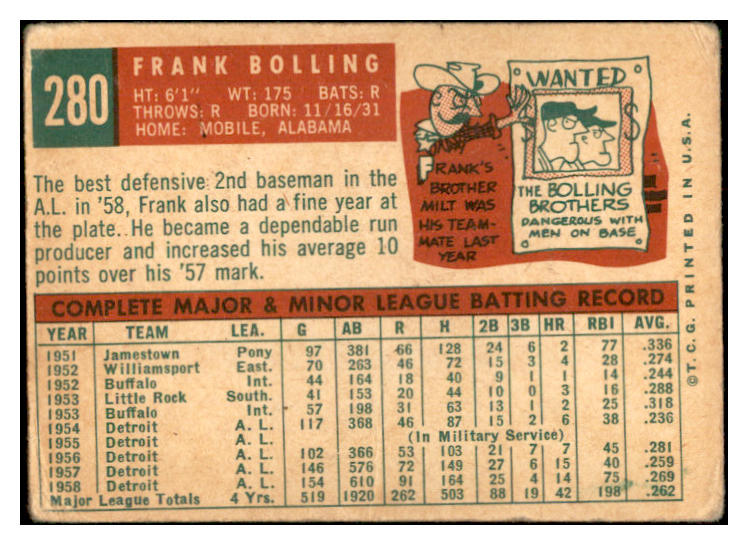 280
FRANK BOLLING
HT: 6'1" WT: 175 BATS: R
THROWS: R BORN: 11/16/31
HOME: MOBILE, ALABAMA
The best defensive 2nd baseman in the
A.L. in '58, Frank also had a fine year at
the plate. He became a dependable run
producer and increased his average 10
points over his '57 mark.
FRANK'S
BROTHER
MILT WAS
HIS TEAM-
MATE LAST
YEAR
WANTED
$ $
THE BOLLING
BROTHERS
DANGEROUS WITH
MEN ON BASE
COMPLETE MAJOR & MINOR LEAGUE BATTING RECORD
YEAR TEAM LEA. G AB R H 2B 3B HR RBI AVG.
1951 Jamestown Pony 97 381 66 128 24 6 2 77 .336
1952 Williamsport East. 70 263 46 72 15 3 4 28 .274
1952 Buffalo Int. 44 164 18 40 9 1 1 14 .244
1953 Little Rock South. 41 153 20 44 10 0 3 16 .288
1953 Buffalo Int. 57 198 31 63 13 1 2 25 .318
1954 Detroit A. L. 117 368 46 87 15 2 6 38 .236
1955 Detroit A. L. (In Military Service)
1956 Detroit A. L. 102 366 53 103 21 7 7 45 .281
1957 Detroit A. L. 146 576 72 149 27 6 15 40 .259
1958 Detroit A. L. 154 610 91 164 25 4 14 75 .269
Major League Totals 4 Yrs. 519 1920 262 503 88 19 42 198 .262
© T. C. G. PRINTED IN U.S.A.